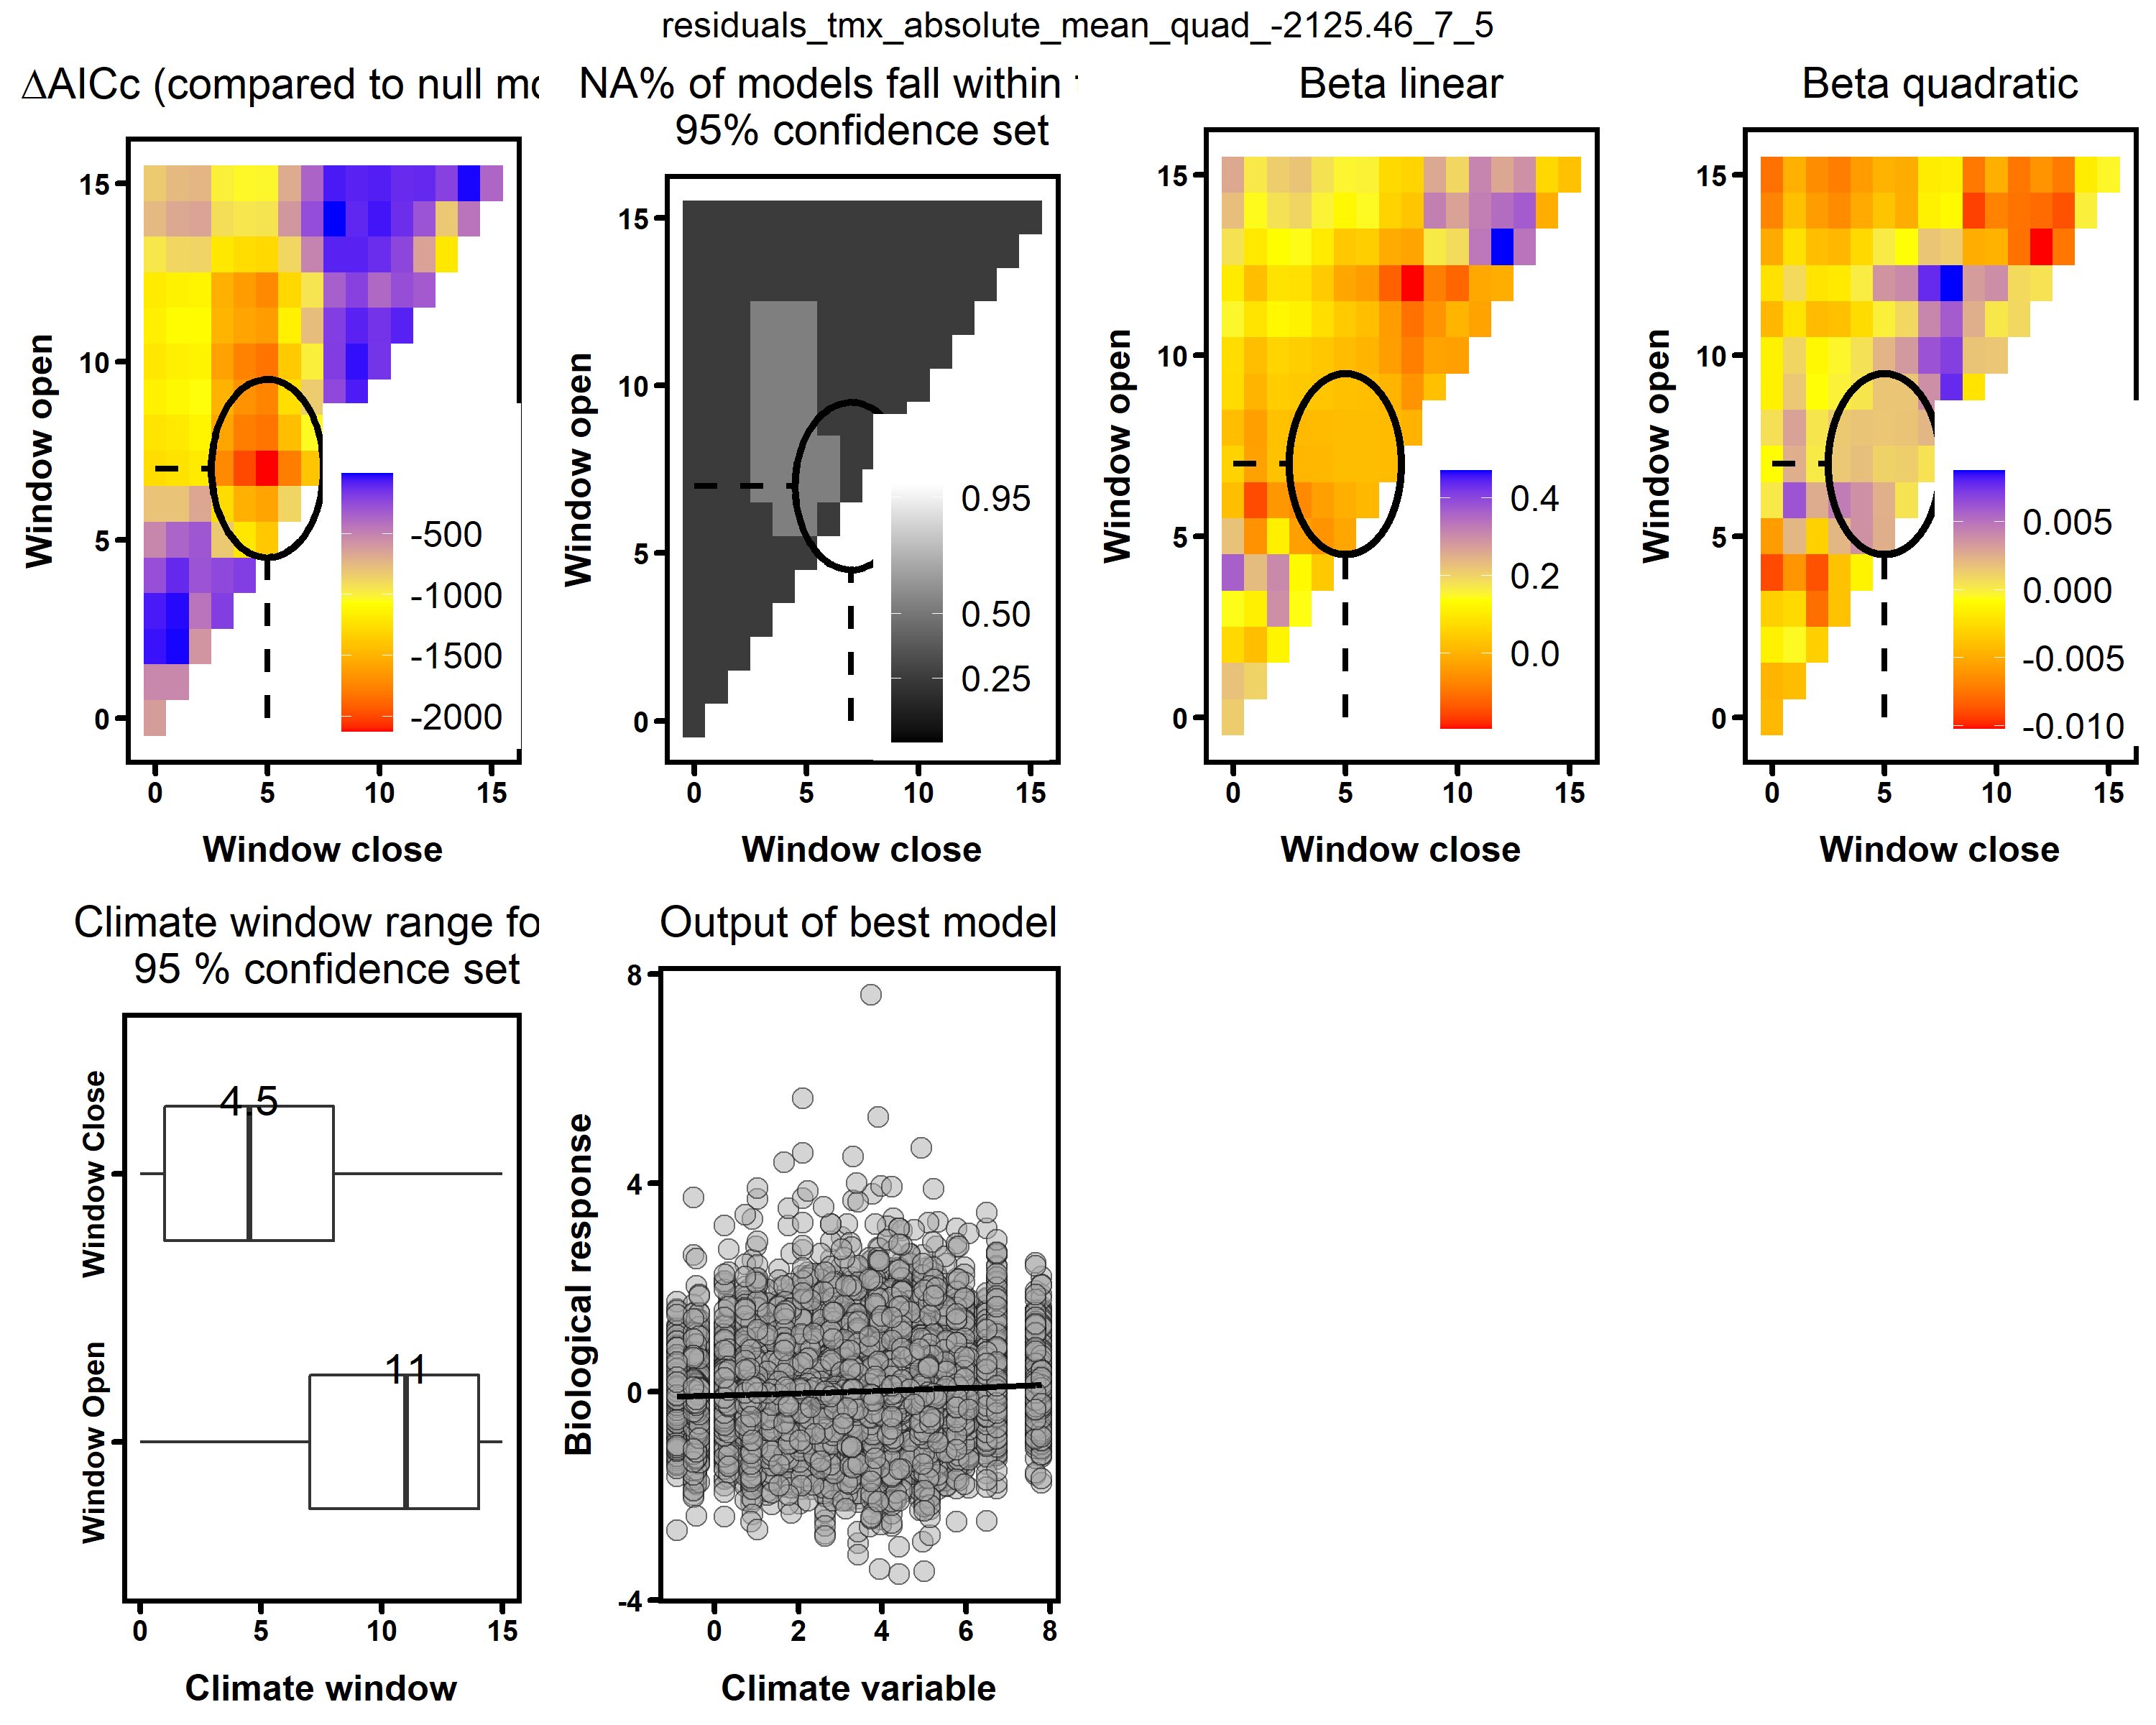 residuals_tmx_absolute_mean_quad_-2125.46_7_5
ΔAICc (compared to null mo
15
10
5
0
Window open
-500
-1000
-1500
-2000
0 5 10 15
Window close
NA% of models fall within
95% confidence set
15
10
5
0
Window open
0.95
0.50
0.25
0 5 10 15
Window close
Beta linear
15
10
5
0
Window open
0.4
0.2
0.0
0 5 10 15
Window close
Beta quadratic
15
10
5
0
Window open
0.005
0.000
-0.005
-0.010
0 5 10 15
Window close
Climate window range fo
95 % confidence set
Window Close
4.5
Window Open
11
0 5 10 15
Climate window
Output of best model
8
4
0
-4
Biological response
0 2 4 6 8
Climate variable